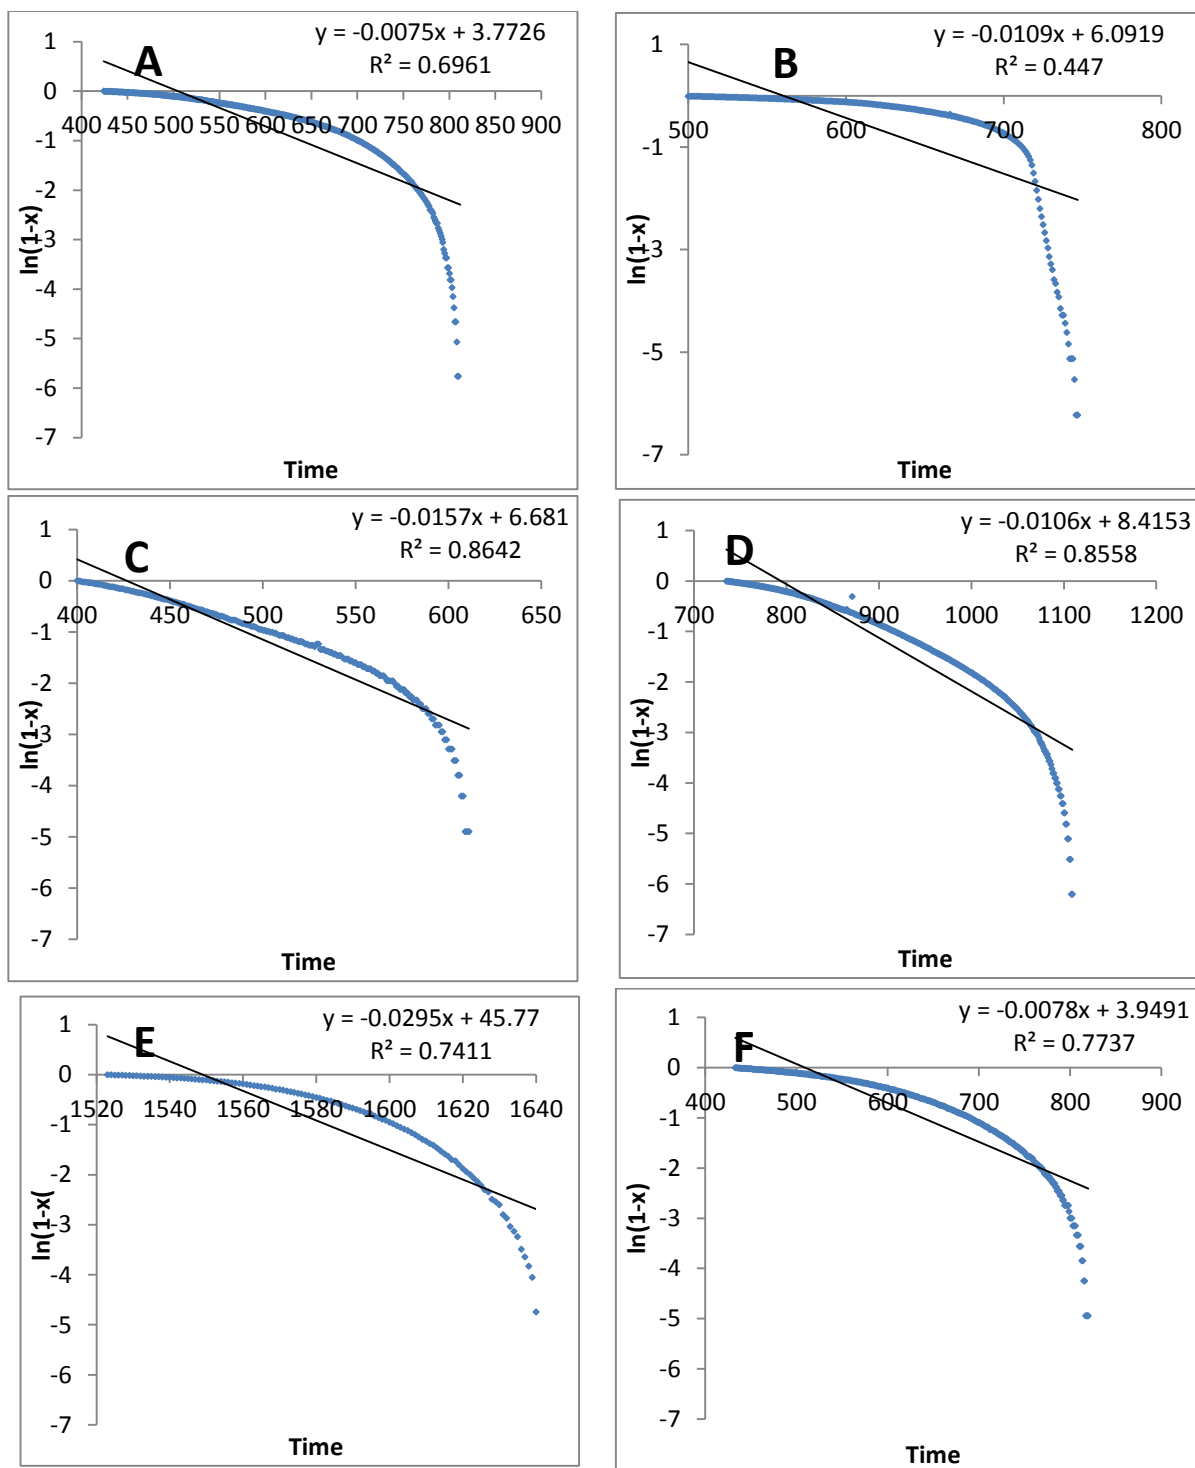 y = -0.0075x + 3.7726
R² = 0.6961
A
1
0
-1
-2
-3
-4
-5
-6
-7
400 450 500 550 600 650 700 750 800 850 900
ln(1-x)
Time
y = -0.0109x + 6.0919
R² = 0.447
B
1
-1
-3
-5
-7
500 600 700 800
ln(1-x)
Time
y = -0.0157x + 6.681
R² = 0.8642
C
1
0
-1
-2
-3
-4
-5
-6
-7
400 450 500 550 600 650
ln(1-x)
Time
y = -0.0106x + 8.4153
R² = 0.8558
D
1
0
-1
-2
-3
-4
-5
-6
-7
700 800 900 1000 1100 1200
ln(1-x)
Time
y = -0.0295x + 45.77
R² = 0.7411
E
1
0
-1
-2
-3
-4
-5
-6
-7
1520 1540 1560 1580 1600 1620 1640
ln(1-x(
Time
y = -0.0078x + 3.9491
R² = 0.7737
F
1
0
-1
-2
-3
-4
-5
-6
-7
400 500 600 700 800 900
ln(1-x)
Time